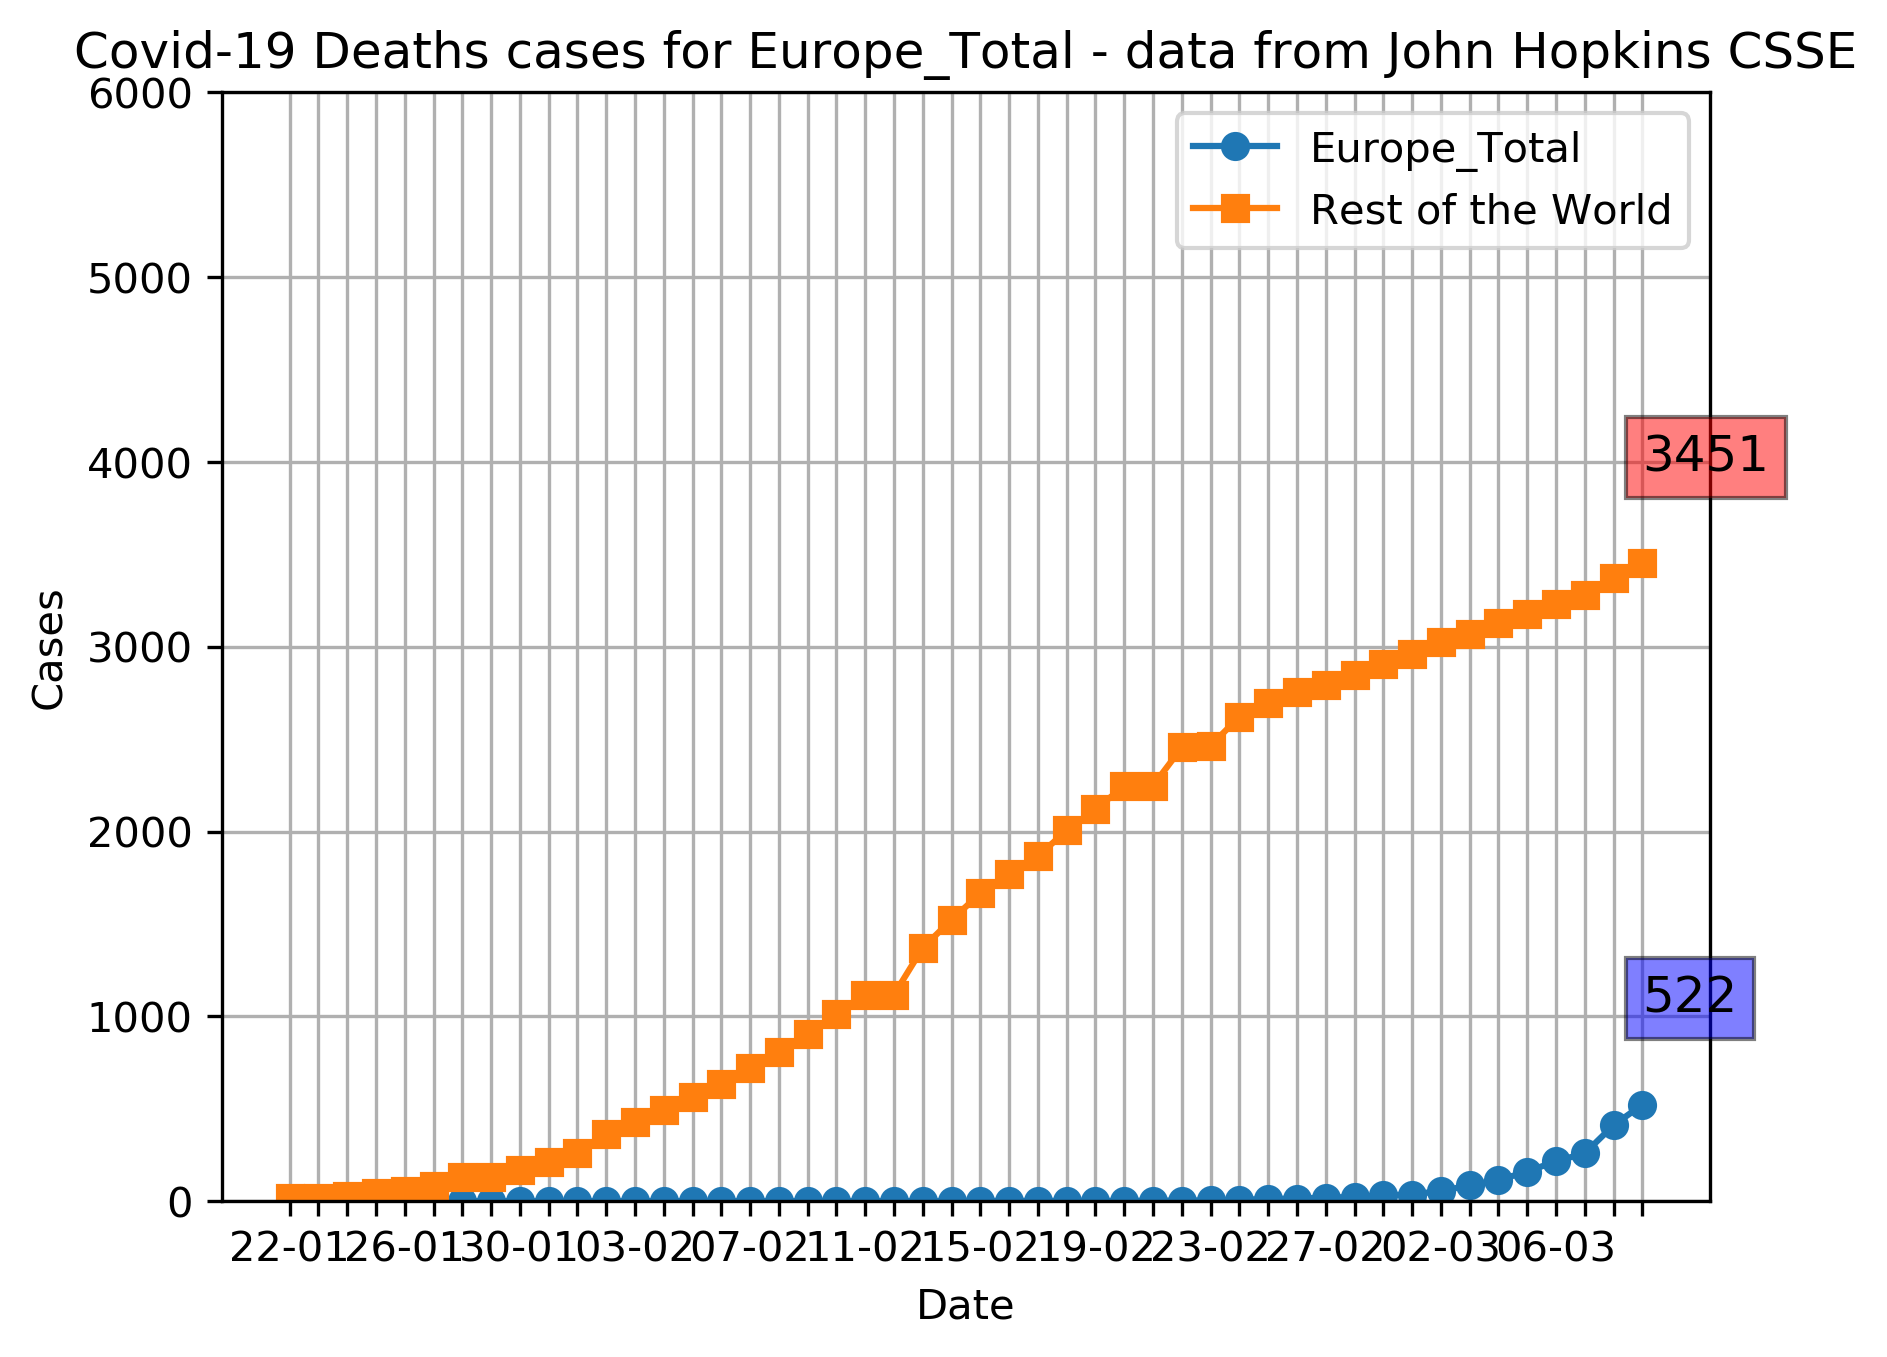 Covid-19 Deaths cases for Europe_Total - data from John Hopkins CSSE
6000
5000
4000
3000
2000
1000
0
Cases
Europe_Total
Rest of the World
3451
522
22-01 26-01 30-01 03-02 07-02 11-02 15-02 19-02 23-02 27-02 02-03 06-03
Date